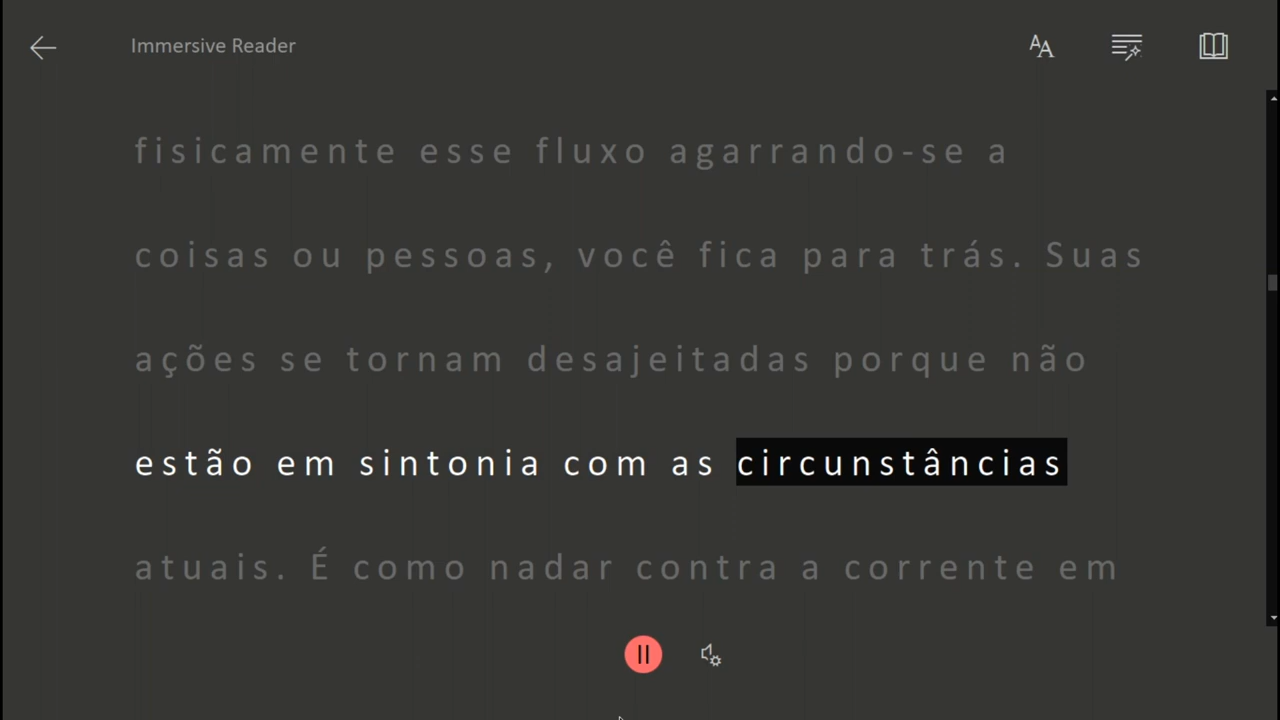 Immersive Reader
fisicamente esse fluxo agarrando-se a
coisas ou pessoas, você fica para trás. Suas
ações se tornam desajeitadas porque não
estão em sintonia com as circunstâncias
atuais. É como nadar contra a corrente em